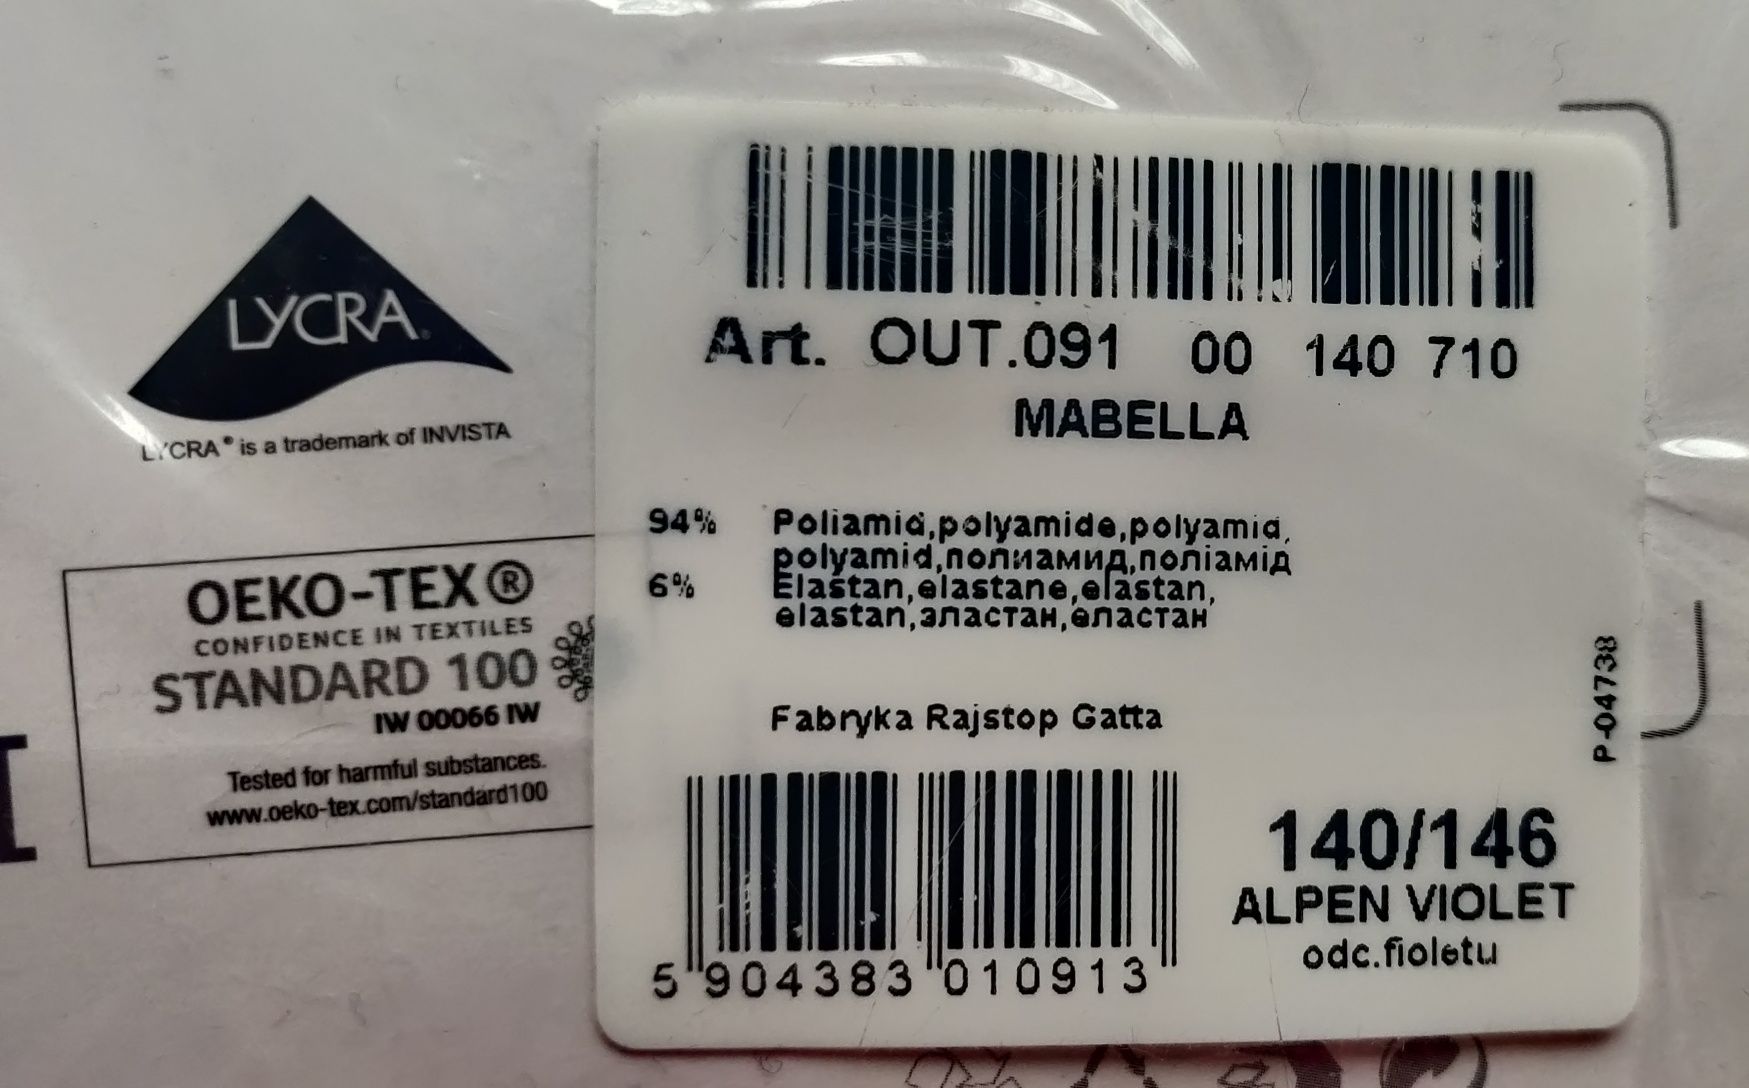 LYCRA®
LYCRA® is a trademark of INVISTA
OEKO-TEX®
CONFIDENCE IN TEXTILES
STANDARD 100
IW 00066 IW
Tested for harmful substances.
www.oeko-tex.com/standard100
Art. OUT.091 00 140 710
MABELLA
94% Poliamid,polyamide,polyamid,
polyamid,полиамид,поліамід
6% Elastan,elastane,elastan,
elastan,эластан,еластан
Fabryka Rajstop Gatta
P-04738
5 904383 010913
140/146
ALPEN VIOLET
odc.fioletu